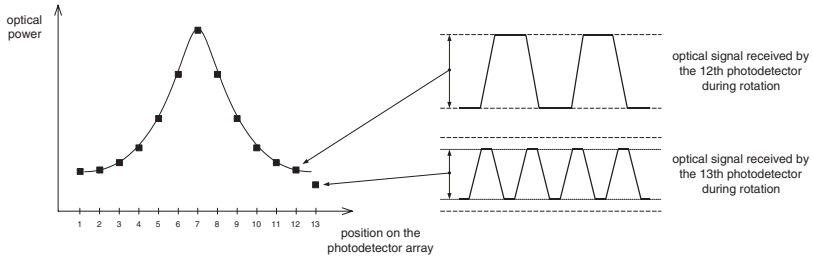 optical
power
1 2 3 4 5 6 7 8 9 10 11 12 13
position on the
photodetector array
optical signal received by
the 12th photodetector
during rotation
optical signal received by
the 13th photodetector
during rotation